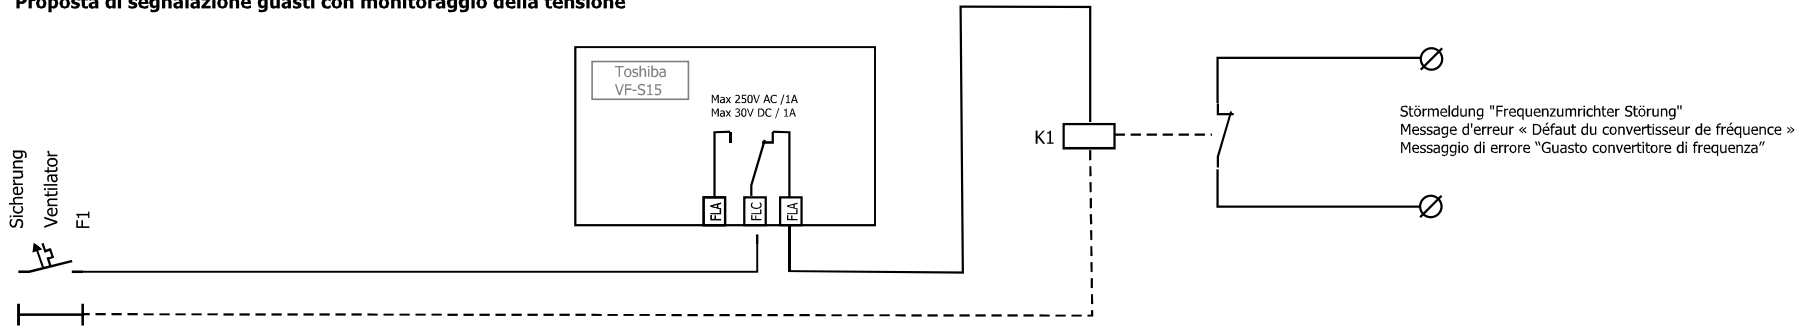 Proposta di segnalazione guasti con monitoraggio della tensione
Toshiba
VF-S15
Max 250V AC /1A
Max 30V DC / 1A
FLA
FLC
FLA
K1
Störmeldung "Frequenzumrichter Störung"
Message d'erreur « Défaut du convertisseur de fréquence »
Messaggio di errore “Guasto convertitore di frequenza”
Sicherung
Ventilator
F1